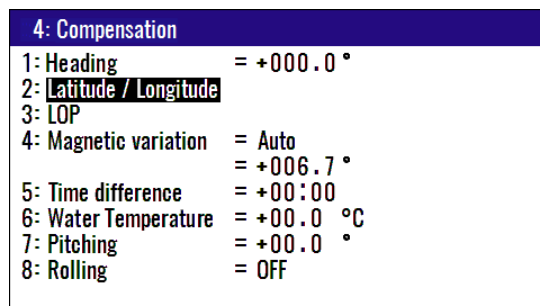 4: Compensation
1: Heading = +000.0°
2: Latitude / Longitude
3: LOP
4: Magnetic variation = Auto
= +006.7°
5: Time difference = +00:00
6: Water Temperature = +00.0 °C
7: Pitching = +00.0 °
8: Rolling = OFF